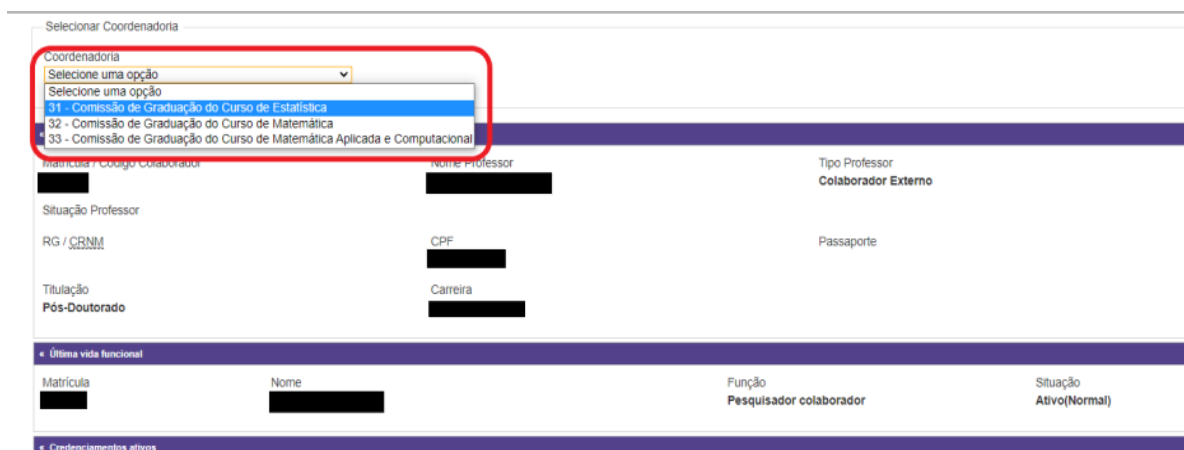 Selecionar Coordenadoria
Coordenadoria
Selecione uma opção
Selecione uma opção
31 - Comissão de Graduação do Curso de Estatística
32 - Comissão de Graduação do Curso de Matemática
33 - Comissão de Graduação do Curso de Matemática Aplicada e Computacional
Matrícula / Código Colaborador Nome Professor Tipo Professor
Colaborador Externo
Situação Professor
RG / CRNM CPF Passaporte
Titulação Carreira
Pós-Doutorado
« Última vida funcional
Matrícula Nome Função Situação
Pesquisador colaborador Ativo(Normal)
« Credenciamentos ativos